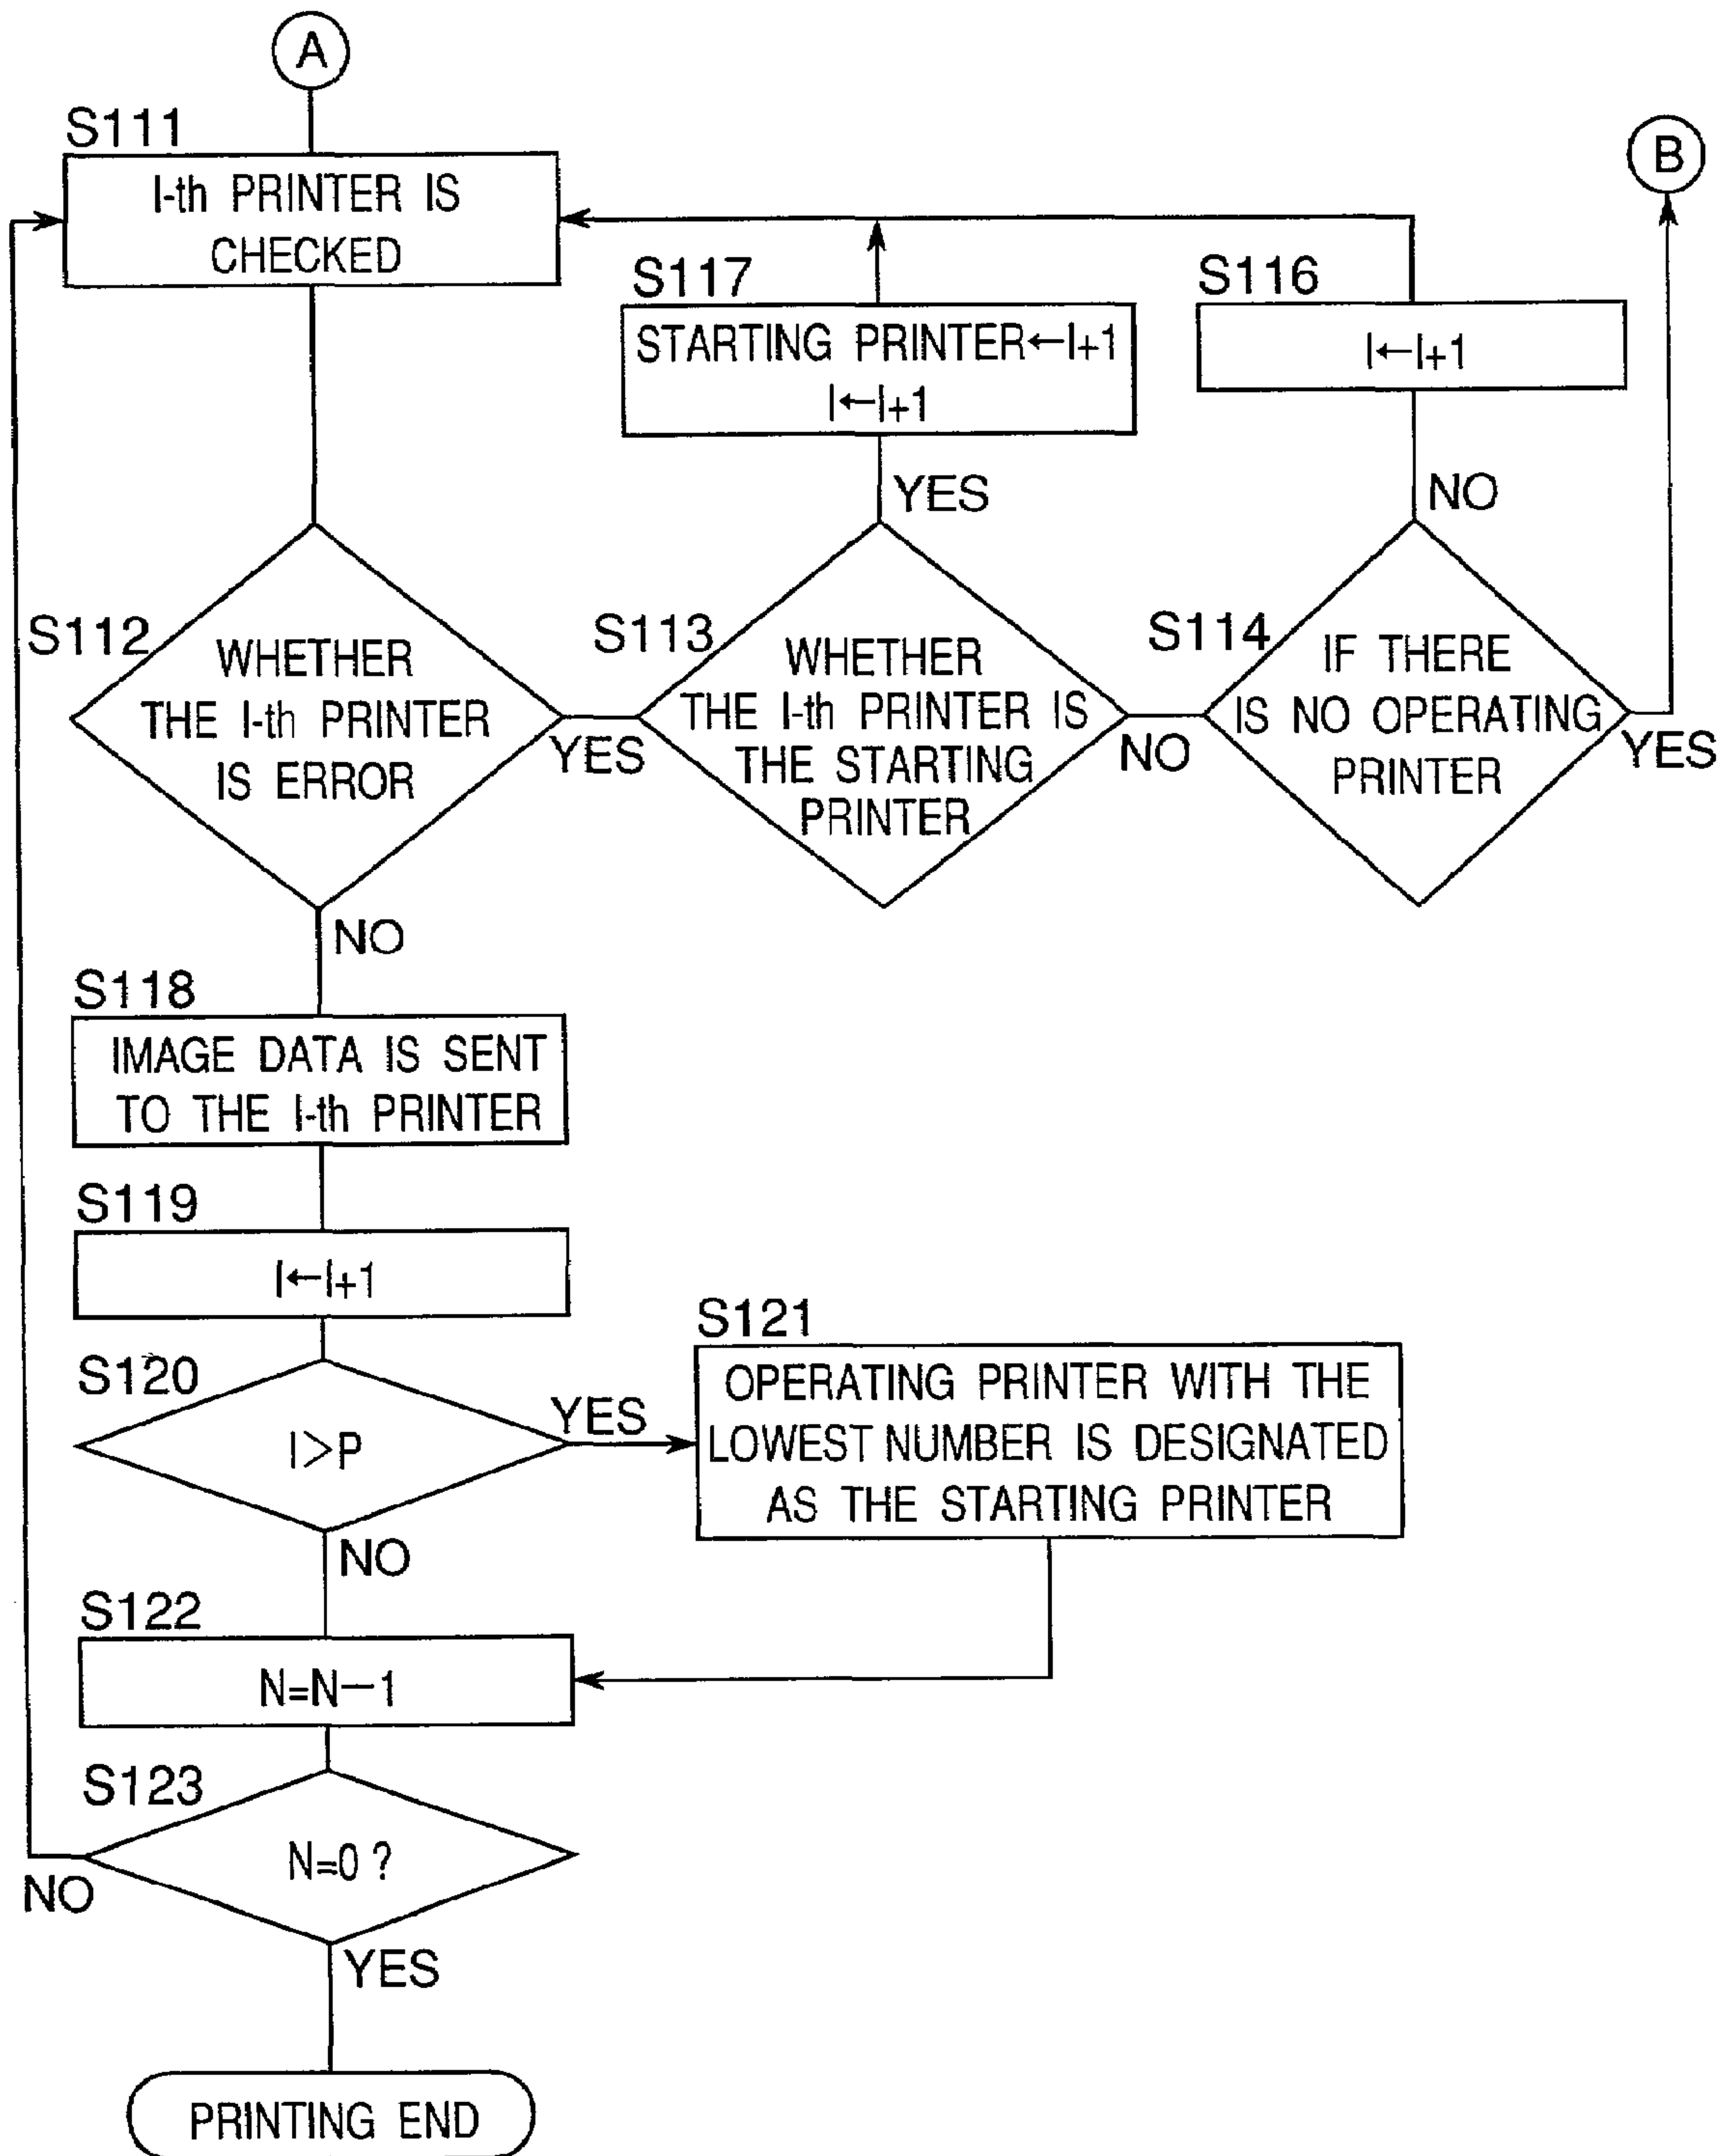 A
S111
I-th PRINTER IS
CHECKED
B
S117
STARTING PRINTER←I+1
I←I+1
S116
I←I+1
YES
NO
S112
WHETHER
THE I-th PRINTER
IS ERROR
YES
S113
WHETHER
THE I-th PRINTER IS
THE STARTING
PRINTER
NO
S114
IF THERE
IS NO OPERATING
PRINTER
YES
NO
S118
IMAGE DATA IS SENT
TO THE I-th PRINTER
S119
I←I+1
S120
I>P
YES
S121
OPERATING PRINTER WITH THE
LOWEST NUMBER IS DESIGNATED
AS THE STARTING PRINTER
NO
S122
N=N−1
S123
N=0 ?
NO
YES
PRINTING END